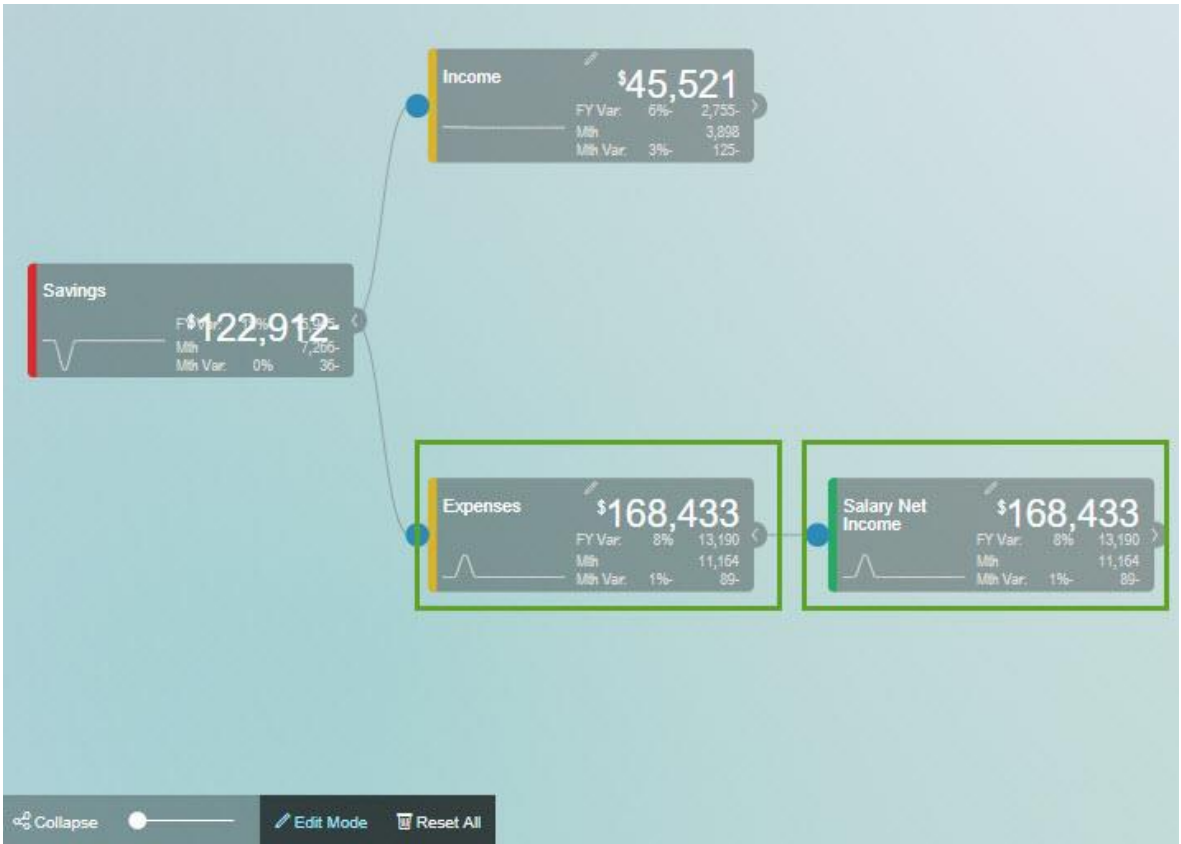 Income
$45,521
FY Var: 6%- 2,755-
Mth 3,898
Mth Var: 3%- 125-
Savings
$122,912-
FY Var:
Mth 7,266-
Mth Var: 0% 36-
Expenses
$168,433
FY Var: 8% 13,190
Mth 11,164
Mth Var: 1%- 89-
Salary Net
Income
$168,433
FY Var: 8% 13,190
Mth 11,164
Mth Var: 1%- 89-
Collapse
Edit Mode
Reset All